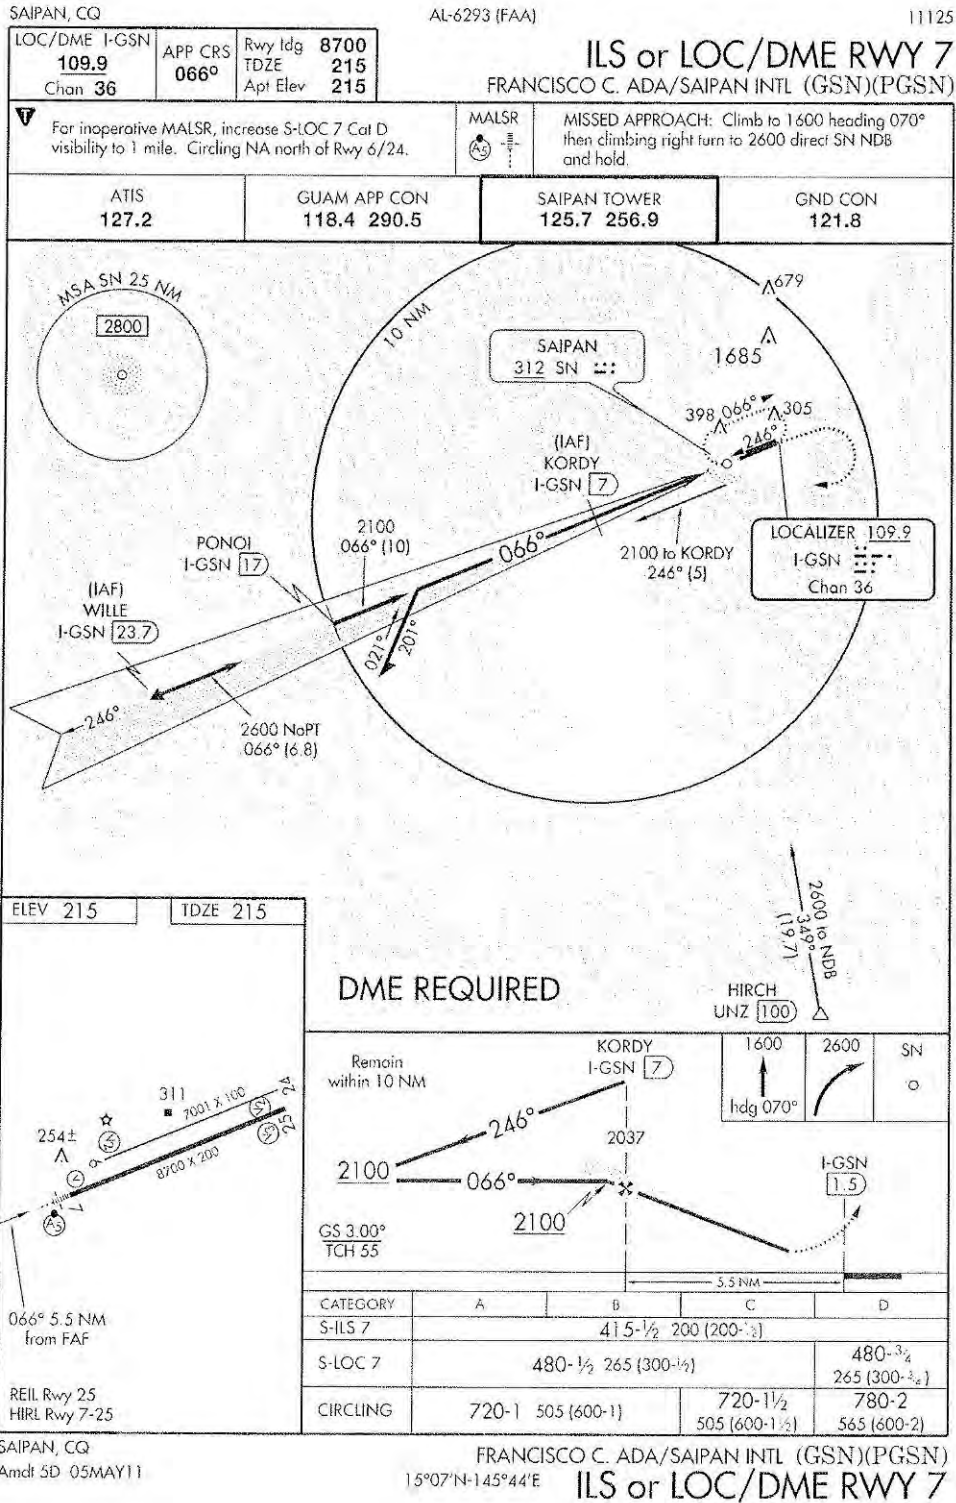 SAIPAN, CQ
AL-6293 (FAA)
11125
LOC/DME I-GSN
109.9
Chan 36
APP CRS
066°
Rwy ldg 8700
TDZE 215
Apt Elev 215
ILS or LOC/DME RWY 7
FRANCISCO C. ADA/SAIPAN INTL (GSN)(PGSN)
T
For inoperative MALSR, increase S-LOC 7 Cat D
visibility to 1 mile. Circling NA north of Rwy 6/24.
MALSR
A5
MISSED APPROACH: Climb to 1600 heading 070°
then climbing right turn to 2600 direct SN NDB
and hold.
ATIS
127.2
GUAM APP CON
118.4 290.5
SAIPAN TOWER
125.7 256.9
GND CON
121.8
MSA SN 25 NM
2800
10 NM
679
1685
SAIPAN
312 SN
398
066°
305
246°
(IAF)
KORDY
I-GSN 7
2100
066° (10)
PONOI
I-GSN 17
066°
2100 to KORDY
246° (5)
LOCALIZER 109.9
I-GSN
Chan 36
(IAF)
WILLE
I-GSN 23.7
021°
201°
246°
2600 NoPT
066° (6.8)
2600 to NDB
349°
(19.7)
HIRCH
UNZ 100
ELEV 215
TDZE 215
DME REQUIRED
311
7001 X 100
24
254±
8700 X 200
25
7
A5
066° 5.5 NM
from FAF
REIL Rwy 25
HIRL Rwy 7-25
Remain
within 10 NM
KORDY
I-GSN 7
1600
hdg 070°
2600
SN
246°
2037
2100
066°
2100
I-GSN
1.5
GS 3.00°
TCH 55
5.5 NM
CATEGORY A B C D
S-ILS 7 415-½ 200 (200-½)
S-LOC 7 480-½ 265 (300-½) 480-¾ 265 (300-¾)
CIRCLING 720-1 505 (600-1) 720-1½ 505 (600-1½) 780-2 565 (600-2)
SAIPAN, CQ
Amdt 5D 05MAY11
15°07'N-145°44'E
FRANCISCO C. ADA/SAIPAN INTL (GSN)(PGSN)
ILS or LOC/DME RWY 7